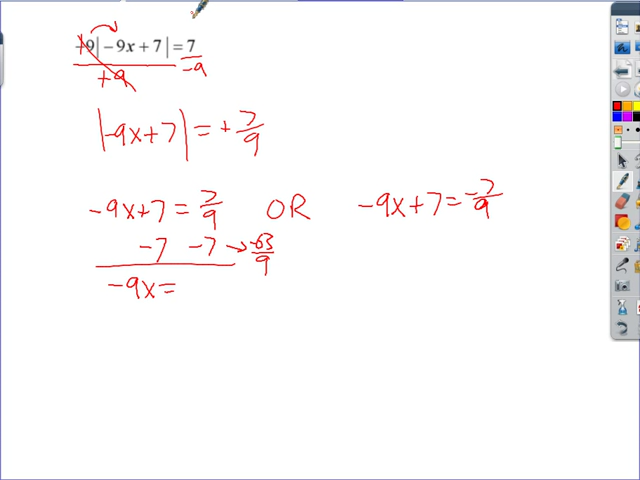 -9| − 9x + 7 | = 7
+9 -9
|-9x+7| = + 7/9
-9x+7 = 7/9 OR -9x+7 = -7/9
-7 -7 → -63/9
-9x =